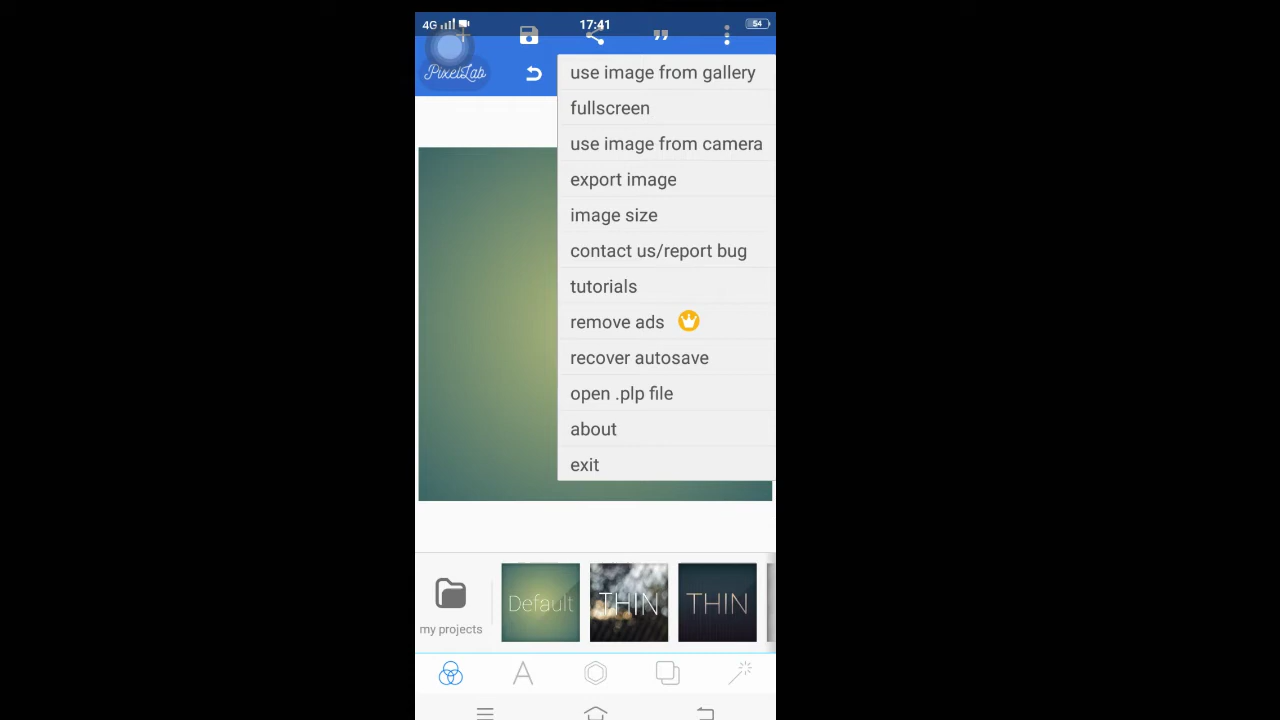 4G 17:41 54
PixelLab
use image from gallery
fullscreen
use image from camera
export image
image size
contact us/report bug
tutorials
remove ads
recover autosave
open .plp file
about
exit
my projects
Default
THIN
THIN
A